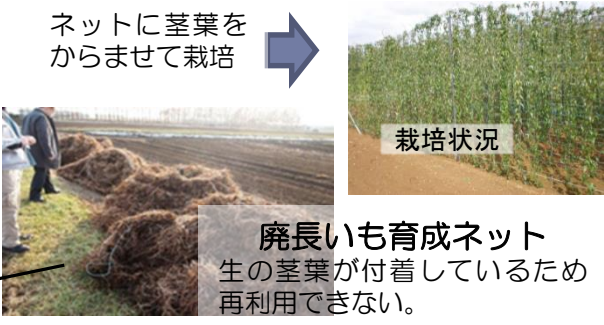 ネットに茎葉を
からませて栽培
栽培状況
廃長いも育成ネット
生の茎葉が付着しているため
再利用できない。